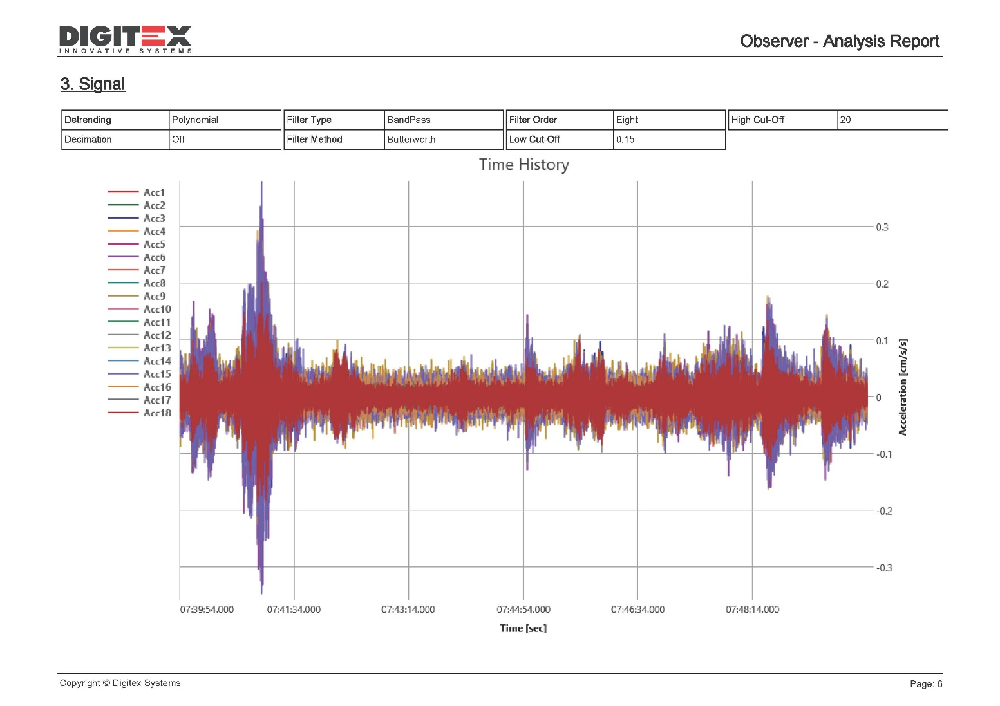 DIGITEX
INNOVATIVE SYSTEMS
Observer - Analysis Report
3. Signal
Detrending Polynomial Filter Type BandPass Filter Order Eight High Cut-Off 20
Decimation Off Filter Method Butterworth Low Cut-Off 0.15
Time History
Acc1
Acc2
Acc3
Acc4
Acc5
Acc6
Acc7
Acc8
Acc9
Acc10
Acc11
Acc12
Acc13
Acc14
Acc15
Acc16
Acc17
Acc18
0.3
0.2
0.1
0
-0.1
-0.2
-0.3
Acceleration [cm/s/s]
07:39:54.000 07:41:34.000 07:43:14.000 07:44:54.000 07:46:34.000 07:48:14.000
Time [sec]
Copyright © Digitex Systems
Page: 6